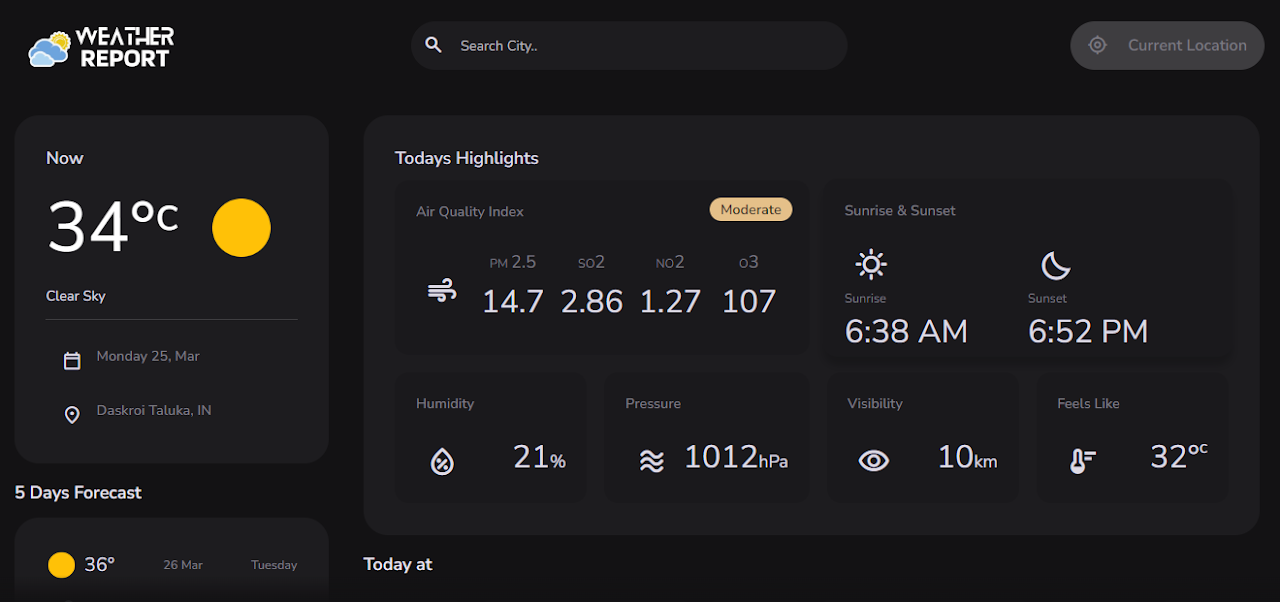 WEATHER
REPORT
Search City..
Current Location
Now
34°c
Clear Sky
Monday 25, Mar
Daskroi Taluka, IN
5 Days Forecast
36° 26 Mar Tuesday
Todays Highlights
Air Quality Index Moderate
PM 2.5 SO2 NO2 O3
14.7 2.86 1.27 107
Sunrise & Sunset
Sunrise Sunset
6:38 AM 6:52 PM
Humidity
21%
Pressure
1012hPa
Visibility
10km
Feels Like
32°c
Today at